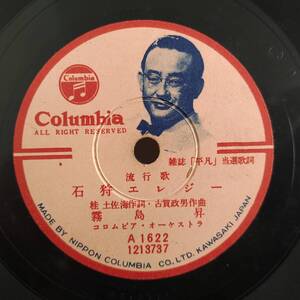 Columbia
Columbia
ALL RIGHT RESERVED
雑誌「平凡」当選歌詞
流行歌
石狩エレジー
桂土佐海作詞・古賀政男作曲
霧島昇
コロムビア・オーケストラ
A1622
1213737
MADE BY NIPPON COLUMBIA CO., LTD. KAWASAKI JAPAN